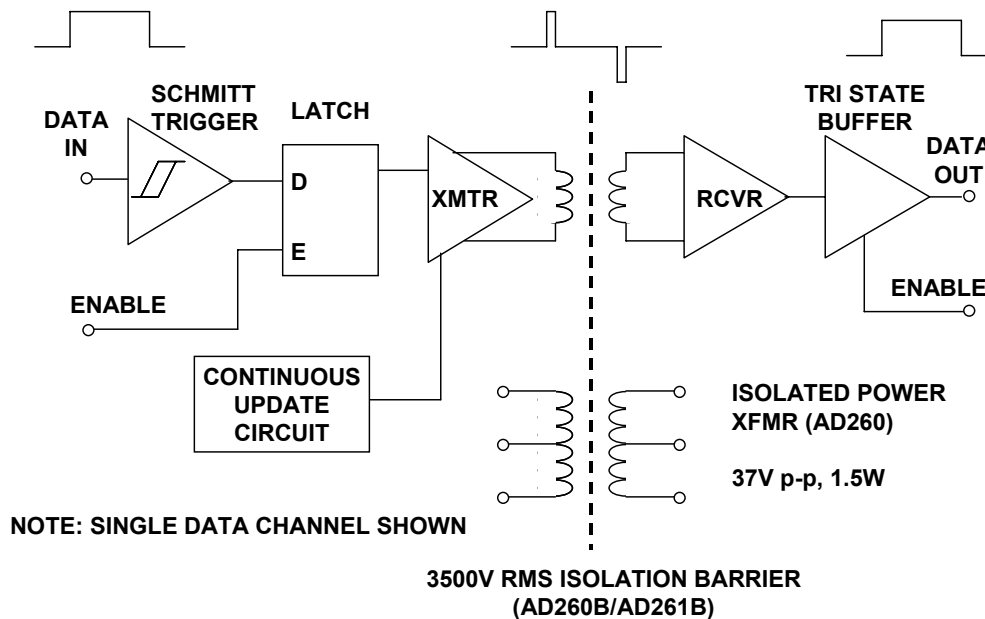 SCHMITT
TRIGGER
LATCH
TRI STATE
BUFFER
DATA
IN
DATA
OUT
D
XMTR
RCVR
E
ENABLE
ENABLE
CONTINUOUS
UPDATE
CIRCUIT
ISOLATED POWER
XFMR (AD260)
37V p-p, 1.5W
NOTE: SINGLE DATA CHANNEL SHOWN
3500V RMS ISOLATION BARRIER
(AD260B/AD261B)